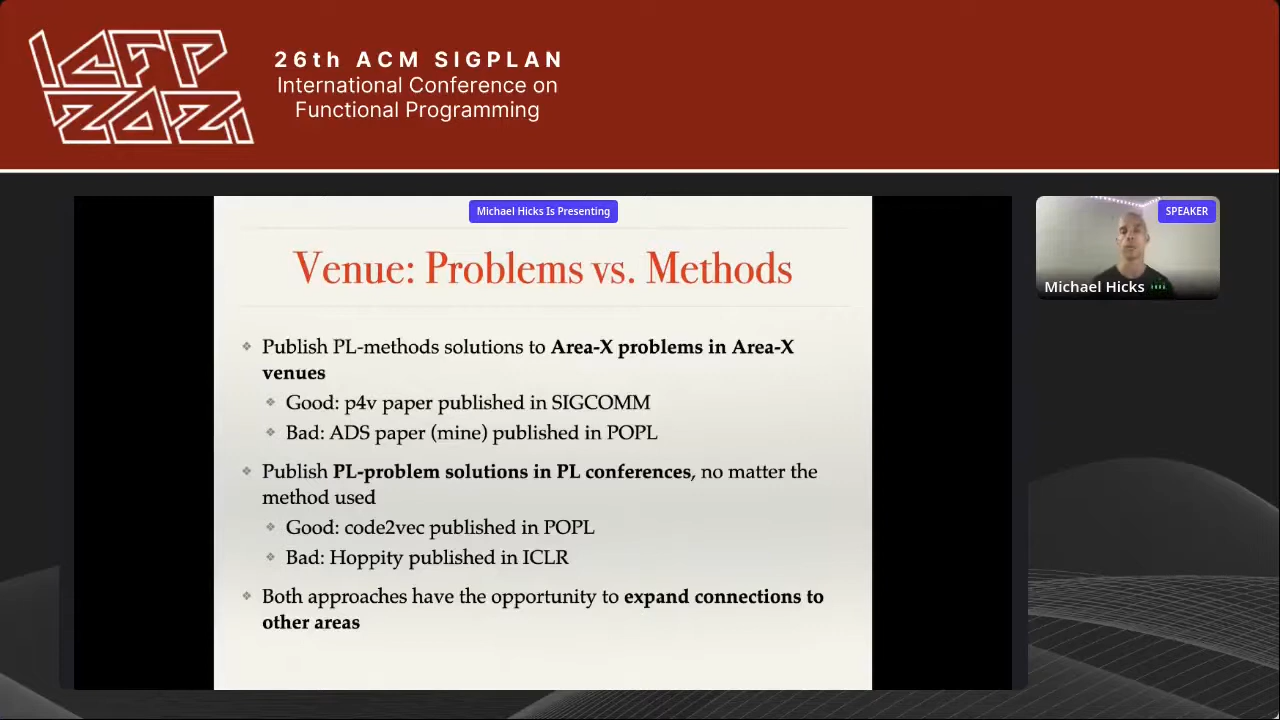 ICFP
2021
26th ACM SIGPLAN
International Conference on
Functional Programming
Michael Hicks Is Presenting
SPEAKER
Michael Hicks
Venue: Problems vs. Methods
Publish PL-methods solutions to Area-X problems in Area-X
venues
Good: p4v paper published in SIGCOMM
Bad: ADS paper (mine) published in POPL
Publish PL-problem solutions in PL conferences, no matter the
method used
Good: code2vec published in POPL
Bad: Hoppity published in ICLR
Both approaches have the opportunity to expand connections to
other areas